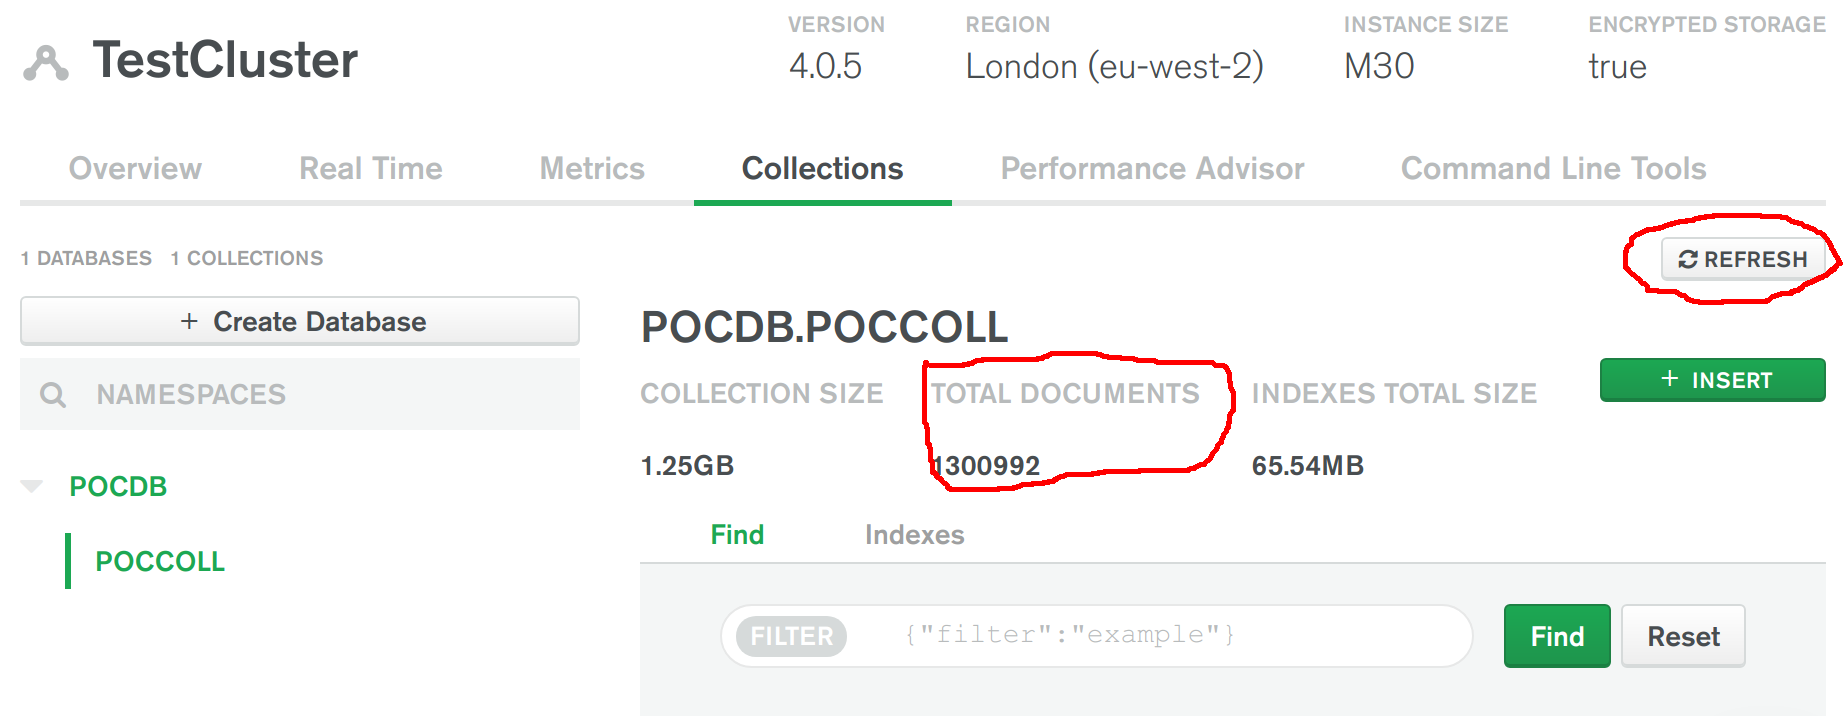 TestCluster
VERSION REGION INSTANCE SIZE ENCRYPTED STORAGE
4.0.5 London (eu-west-2) M30 true
Overview Real Time Metrics Collections Performance Advisor Command Line Tools
1 DATABASES 1 COLLECTIONS
REFRESH
+ Create Database
NAMESPACES
POCDB
POCCOLL
POCDB.POCCOLL
COLLECTION SIZE TOTAL DOCUMENTS INDEXES TOTAL SIZE
+ INSERT
1.25GB 1300992 65.54MB
Find Indexes
FILTER {"filter":"example"} Find Reset